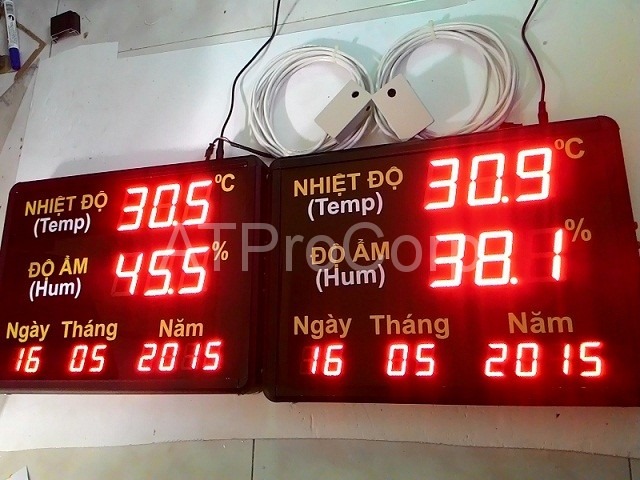 NHIỆT ĐỘ 30.5 °C
(Temp)
ĐỘ ẨM 45.5 %
(Hum)
Ngày Tháng Năm
16 05 2015
NHIỆT ĐỘ 30.9 °C
(Temp)
ĐỘ ẨM 38.1 %
(Hum)
Ngày Tháng Năm
16 05 2015
ATProCorp